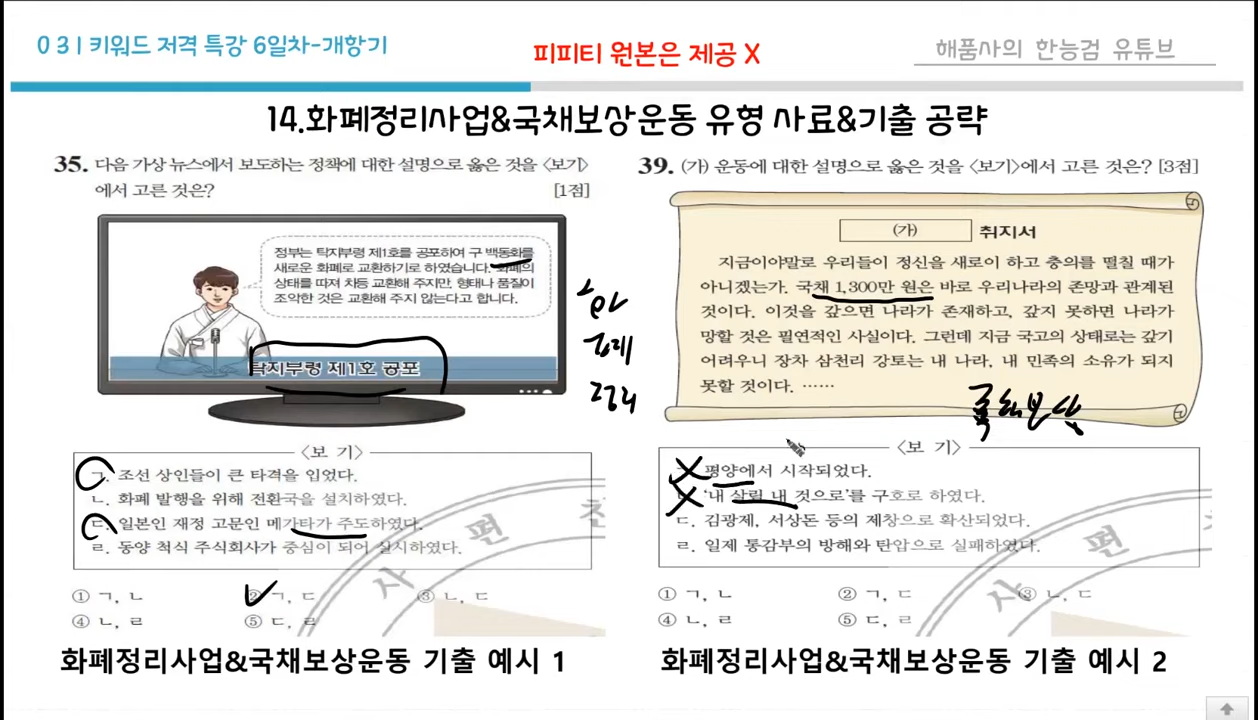 03 | 키워드 저격 특강 6일차-개항기
피피티 원본은 제공 X
해품사의 한능검 유튜브
14.화폐정리사업&국채보상운동 유형 사료&기출 공략
35. 다음 가상 뉴스에서 보도하는 정책에 대한 설명으로 옳은 것을 <보기>
에서 고른 것은? [1점]
정부는 탁지부령 제1호를 공포하여 구 백동화를
새로운 화폐로 교환하기로 하였습니다. 화폐의
상태를 따져 차등 교환해 주지만, 형태나 품질이
조악한 것은 교환해 주지 않는다고 합니다.
탁지부령 제1호 공포
<보 기>
ㄱ. 조선 상인들이 큰 타격을 입었다.
ㄴ. 화폐 발행을 위해 전환국을 설치하였다.
ㄷ. 일본인 재정 고문인 메가타가 주도하였다.
ㄹ. 동양 척식 주식회사가 중심이 되어 실시하였다.
① ㄱ, ㄴ ② ㄱ, ㄷ ③ ㄴ, ㄷ
④ ㄴ, ㄹ ⑤ ㄷ, ㄹ
화폐정리사업&국채보상운동 기출 예시 1
39. (가) 운동에 대한 설명으로 옳은 것을 <보기>에서 고른 것은? [3점]
(가) 취지서
지금이야말로 우리들이 정신을 새로이 하고 충의를 떨칠 때가
아니겠는가. 국채 1,300만 원은 바로 우리나라의 존망과 관계된
것이다. 이것을 갚으면 나라가 존재하고, 갚지 못하면 나라가
망할 것은 필연적인 사실이다. 그런데 지금 국고의 상태로는 갚기
어려우니 장차 삼천리 강토는 내 나라, 내 민족의 소유가 되지
못할 것이다. ……
국채보상
<보 기>
ㄱ. 평양에서 시작되었다.
ㄴ. '내 살림 내 것으로'를 구호로 하였다.
ㄷ. 김광제, 서상돈 등의 제창으로 확산되었다.
ㄹ. 일제 통감부의 방해와 탄압으로 실패하였다.
① ㄱ, ㄴ ② ㄱ, ㄷ ③ ㄴ, ㄷ
④ ㄴ, ㄹ ⑤ ㄷ, ㄹ
화폐정리사업&국채보상운동 기출 예시 2